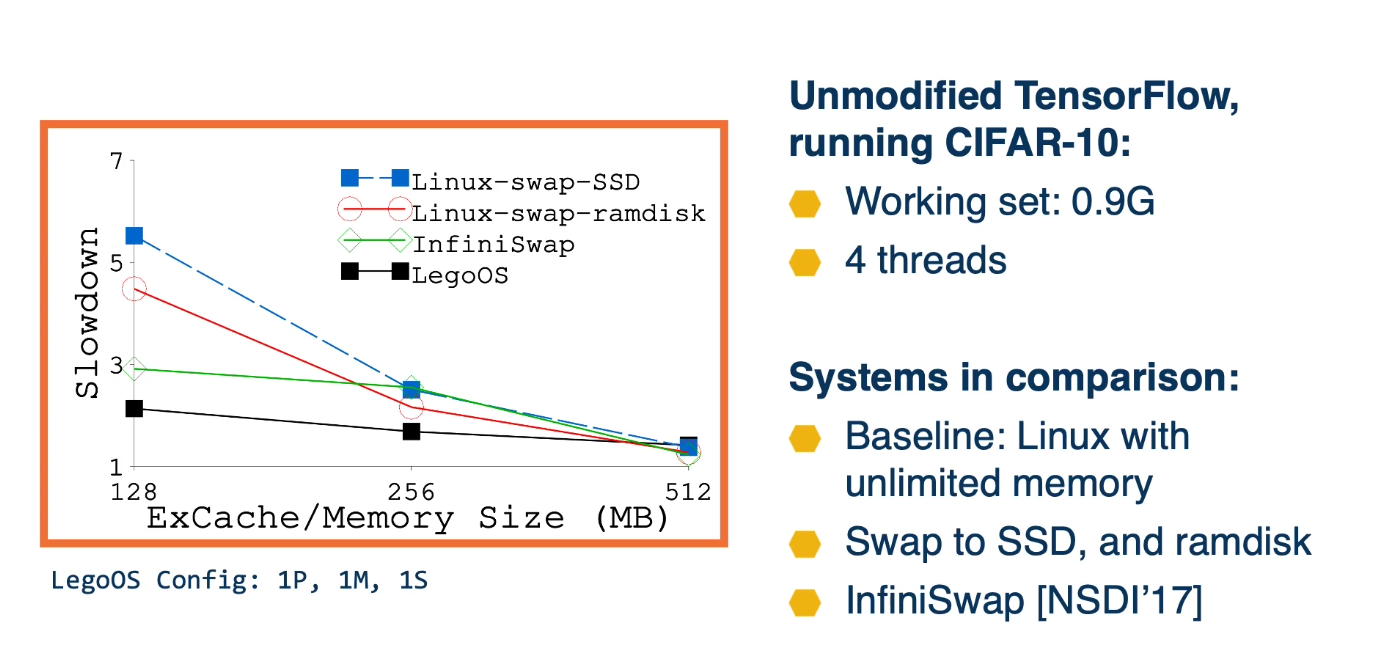 7
5
3
1
Slowdown
Linux-swap-SSD
Linux-swap-ramdisk
InfiniSwap
LegoOS
128 256 512
ExCache/Memory Size (MB)
LegoOS Config: 1P, 1M, 1S
Unmodified TensorFlow,
running CIFAR-10:
Working set: 0.9G
4 threads
Systems in comparison:
Baseline: Linux with
unlimited memory
Swap to SSD, and ramdisk
InfiniSwap [NSDI’17]